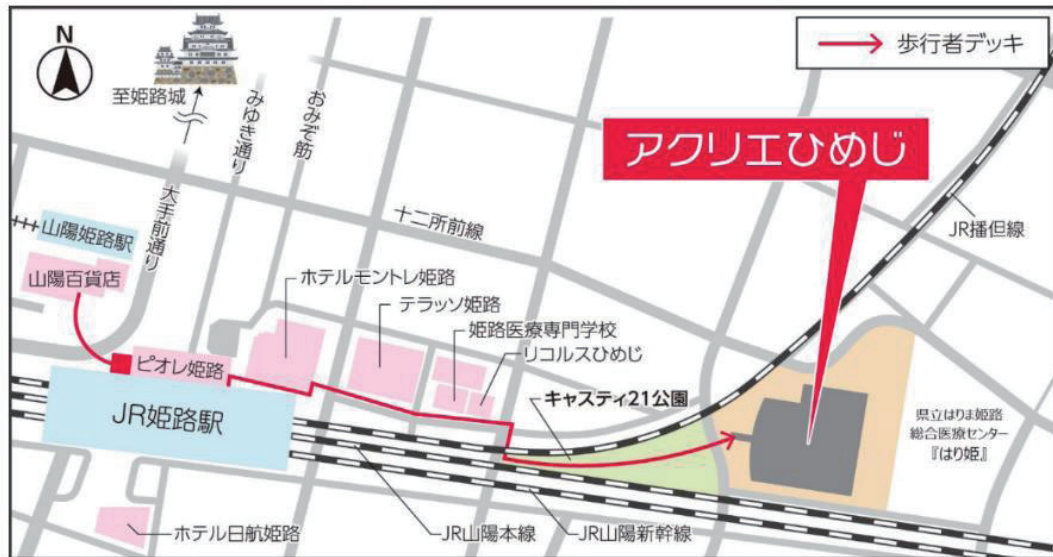 N
歩行者デッキ
至姫路城
みゆき通り
おみぞ筋
大手前通り
アクリエひめじ
十二所前線
JR播但線
山陽姫路駅
山陽百貨店
ホテルモントレ姫路
テラッソ姫路
姫路医療専門学校
リコルスひめじ
ピオレ姫路
キャスティ21公園
JR姫路駅
県立はりま姫路
総合医療センター
『はり姫』
ホテル日航姫路
JR山陽本線
JR山陽新幹線